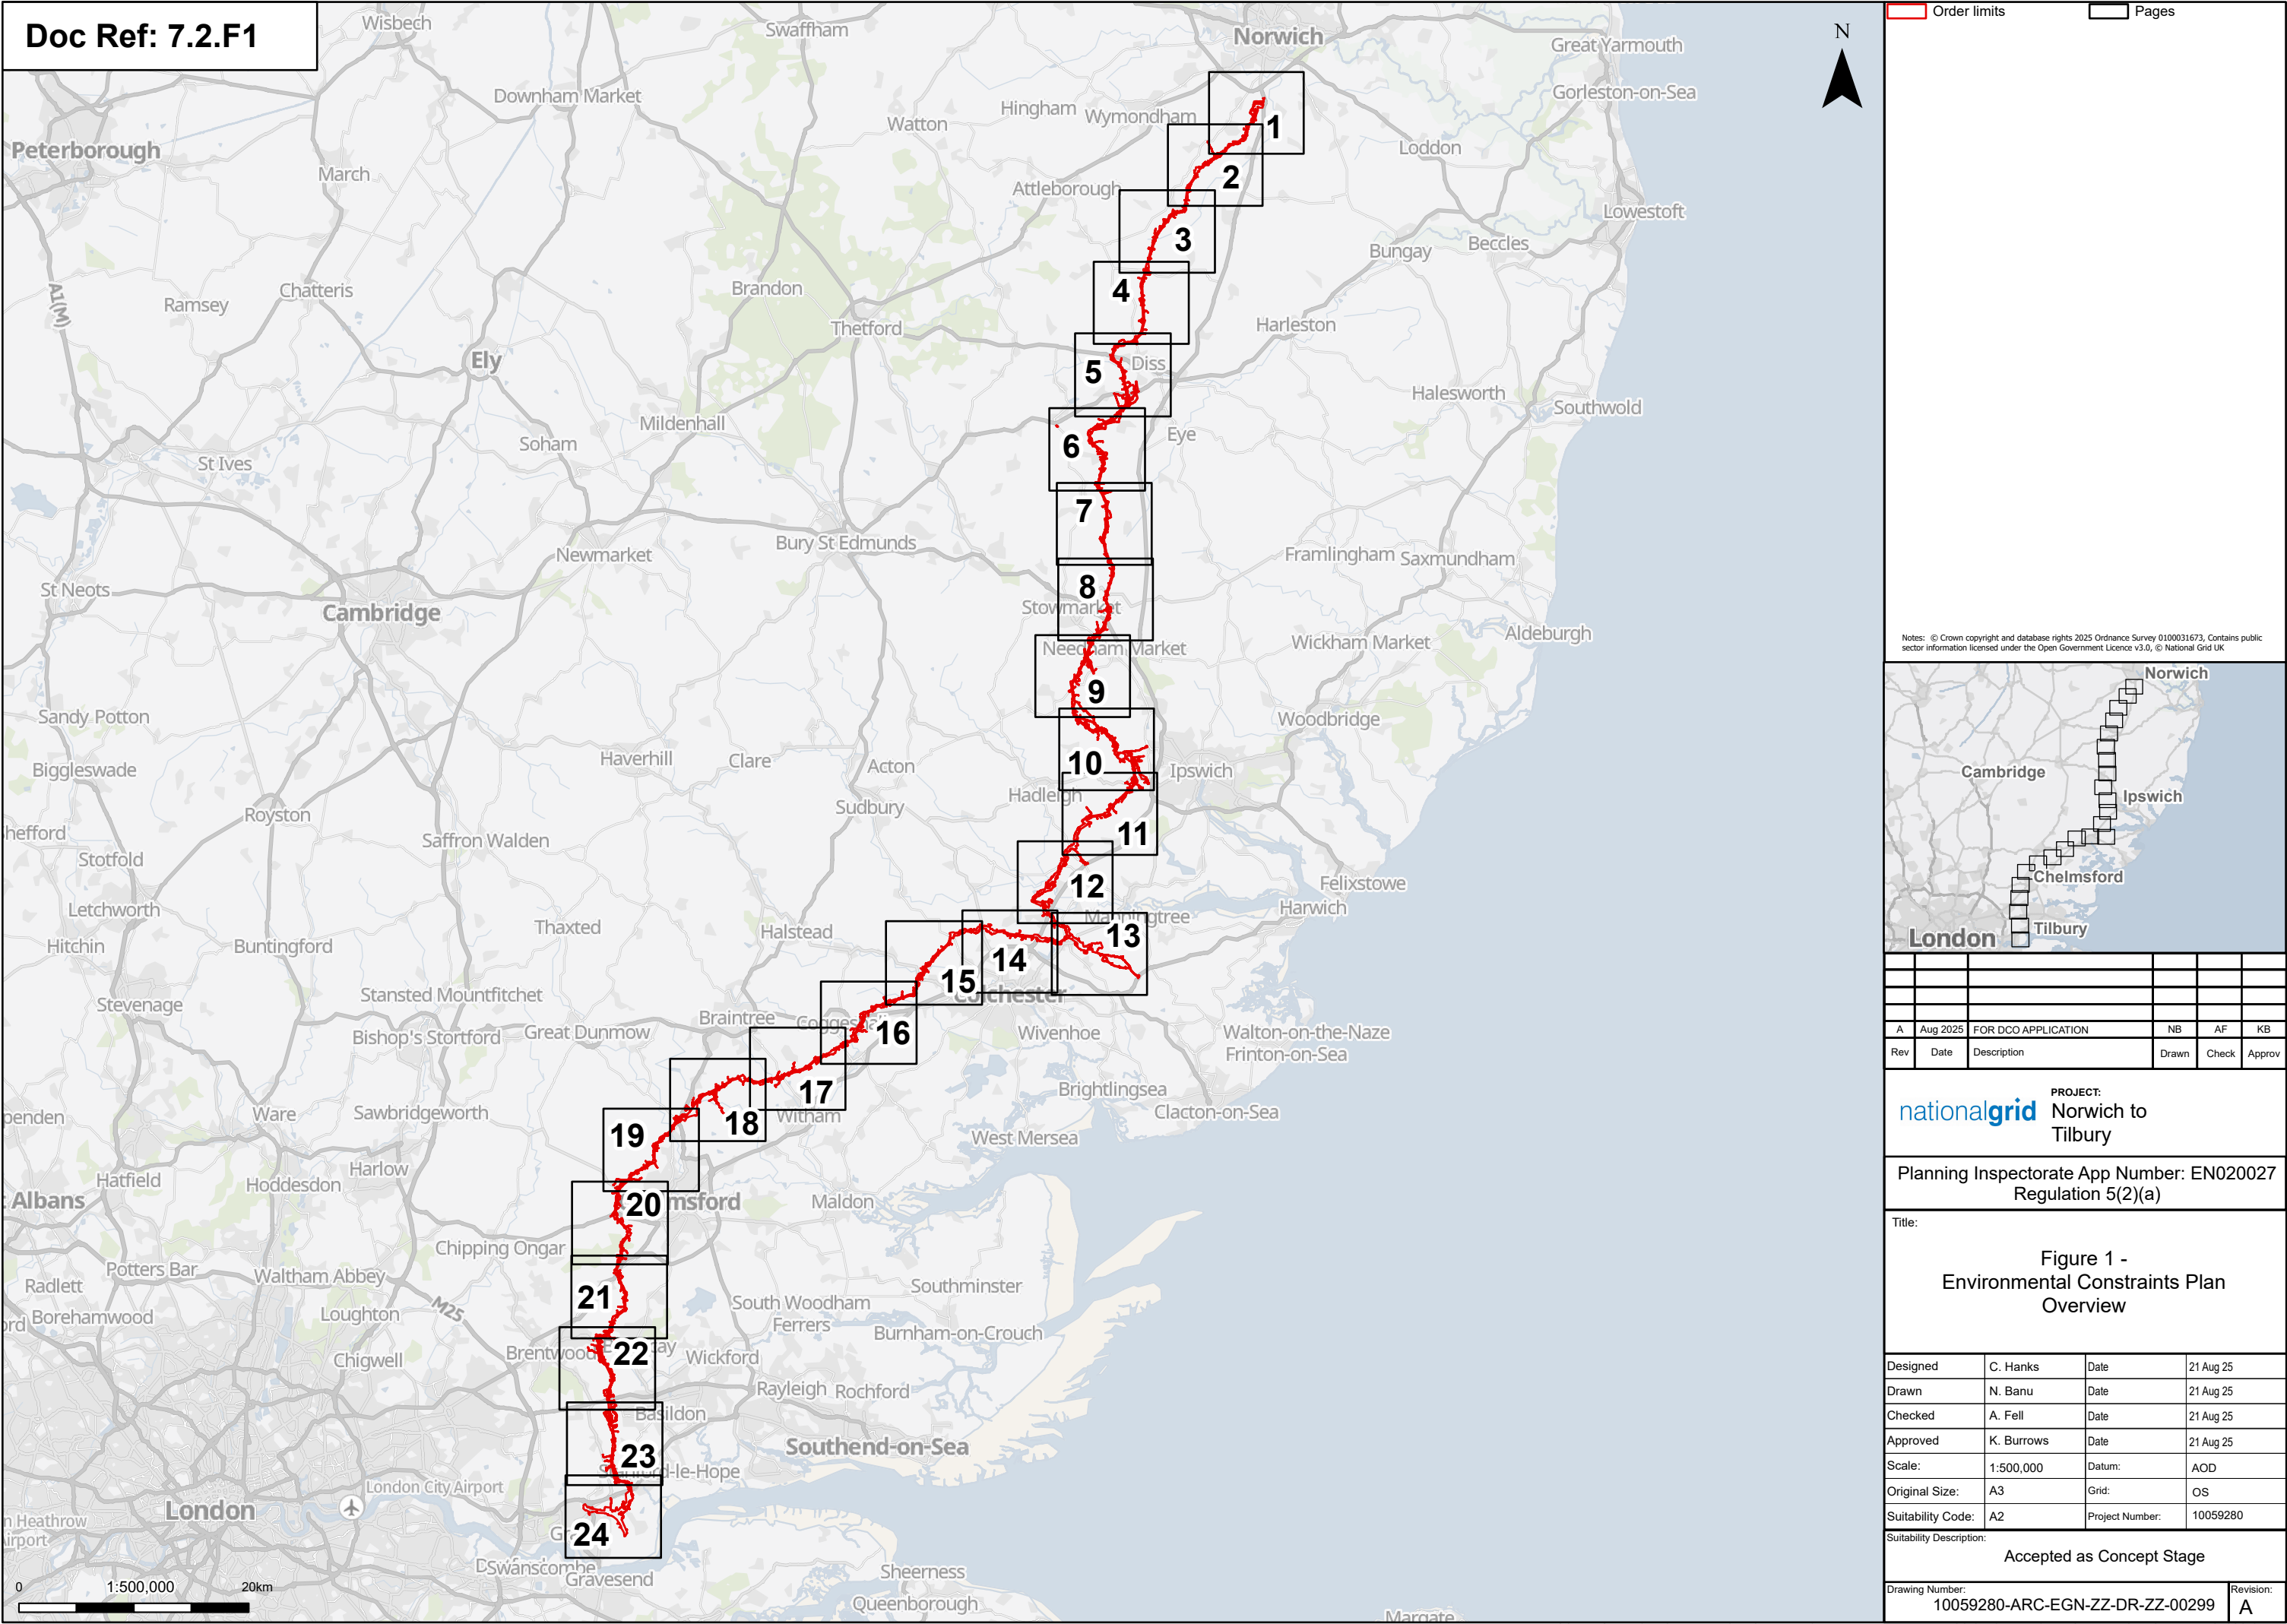 Doc Ref: 7.2.F1
Wisbech
Swaffham
Norwich
Great Yarmouth
Gorleston-on-Sea
Downham Market
Hingham
Wymondham
Watton
Peterborough
March
Loddon
Attleborough
Lowestoft
Bungay
Beccles
A1(M)
Ramsey
Chatteris
Brandon
Thetford
Harleston
Ely
Diss
Halesworth
Southwold
Mildenhall
Soham
Eye
St Ives
Newmarket
Bury St Edmunds
Framlingham
Saxmundham
St Neots
Cambridge
Stowmarket
Wickham Market
Aldeburgh
Needham Market
Sandy Potton
Woodbridge
Haverhill
Clare
Acton
Biggleswade
Ipswich
Hadleigh
Sudbury
Royston
hefford
Saffron Walden
Stotfold
Felixstowe
Harwich
Letchworth
Manningtree
Thaxted
Halstead
Hitchin
Buntingford
Stansted Mountfitchet
Colchester
Stevenage
Braintree
Bishop's Stortford
Great Dunmow
Wivenhoe
Walton-on-the-Naze
Frinton-on-Sea
Brightlingsea
Clacton-on-Sea
penden
Ware
Sawbridgeworth
Witham
West Mersea
Harlow
Hatfield
Hoddesdon
Albans
msford
Maldon
Chipping Ongar
Potters Bar
Radlett
Waltham Abbey
Southminster
Borehamwood
Loughton
M25
South Woodham
Ferrers
Burnham-on-Crouch
Chigwell
Brentwood
Wickford
Rayleigh
Rochford
Basildon
Southend-on-Sea
London City Airport
London
n Heathrow
Airport
Swanscombe
Gravesend
Sheerness
Queenborough
Margate
1
2
3
4
5
6
7
8
9
10
11
12
13
14
15
16
17
18
19
20
21
22
23
24
0
1:500,000
20km
N
Order limits
Pages
Notes: © Crown copyright and database rights 2025 Ordnance Survey 0100031673, Contains public
sector information licensed under the Open Government Licence v3.0, © National Grid UK
Norwich
Cambridge
Ipswich
Chelmsford
Tilbury
London
A Aug 2025 FOR DCO APPLICATION NB AF KB
Rev Date Description Drawn Check Approv
nationalgrid
PROJECT:
Norwich to
Tilbury
Planning Inspectorate App Number: EN020027
Regulation 5(2)(a)
Title:
Figure 1 -
Environmental Constraints Plan
Overview
Designed C. Hanks Date 21 Aug 25
Drawn N. Banu Date 21 Aug 25
Checked A. Fell Date 21 Aug 25
Approved K. Burrows Date 21 Aug 25
Scale: 1:500,000 Datum: AOD
Original Size: A3 Grid: OS
Suitability Code: A2 Project Number: 10059280
Suitability Description:
Accepted as Concept Stage
Drawing Number:
10059280-ARC-EGN-ZZ-DR-ZZ-00299
Revision:
A